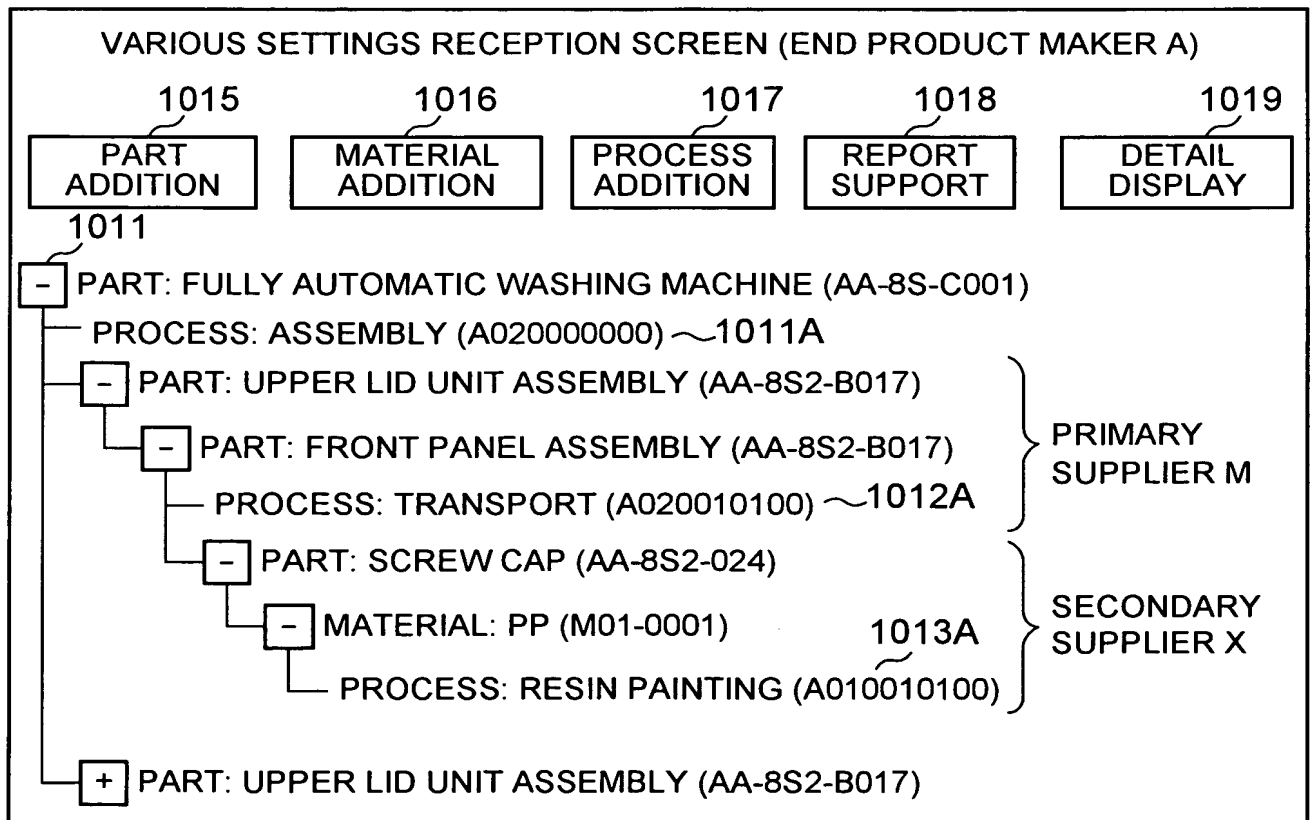 VARIOUS SETTINGS RECEPTION SCREEN (END PRODUCT MAKER A)
1015 1016 1017 1018 1019
PART ADDITION
MATERIAL ADDITION
PROCESS ADDITION
REPORT SUPPORT
DETAIL DISPLAY
1011
- PART: FULLY AUTOMATIC WASHING MACHINE (AA-8S-C001)
PROCESS: ASSEMBLY (A020000000) 1011A
- PART: UPPER LID UNIT ASSEMBLY (AA-8S2-B017)
- PART: FRONT PANEL ASSEMBLY (AA-8S2-B017)
PROCESS: TRANSPORT (A020010100) 1012A
PRIMARY
SUPPLIER M
- PART: SCREW CAP (AA-8S2-024)
- MATERIAL: PP (M01-0001)
1013A
PROCESS: RESIN PAINTING (A010010100)
SECONDARY
SUPPLIER X
+ PART: UPPER LID UNIT ASSEMBLY (AA-8S2-B017)